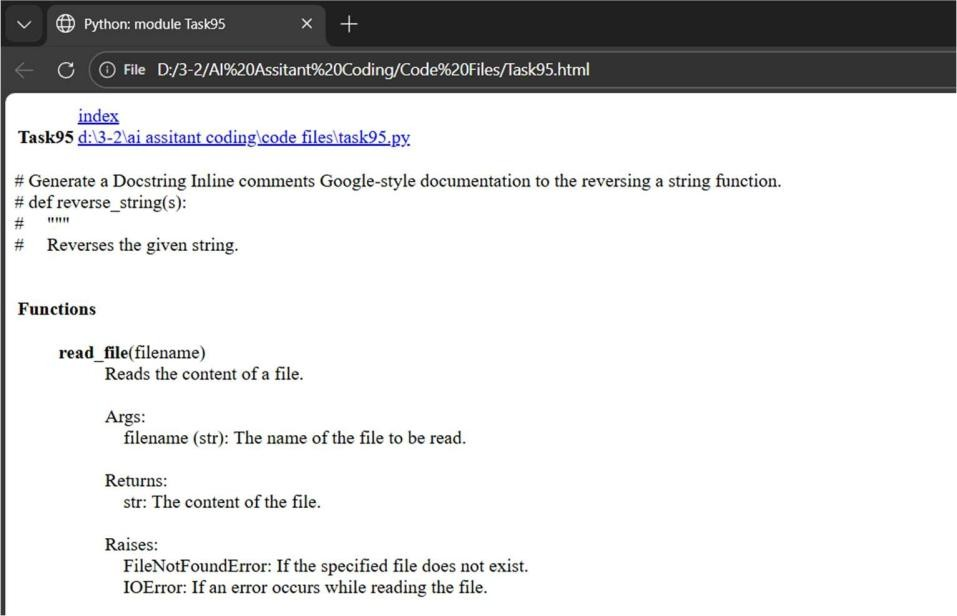 Python: module Task95
File D:/3-2/AI%20Assitant%20Coding/Code%20Files/Task95.html
index
Task95 d:\3-2\ai assitant coding\code files\task95.py
# Generate a Docstring Inline comments Google-style documentation to the reversing a string function.
# def reverse_string(s):
# """
# Reverses the given string.
Functions
read_file(filename)
Reads the content of a file.
Args:
filename (str): The name of the file to be read.
Returns:
str: The content of the file.
Raises:
FileNotFoundError: If the specified file does not exist.
IOError: If an error occurs while reading the file.